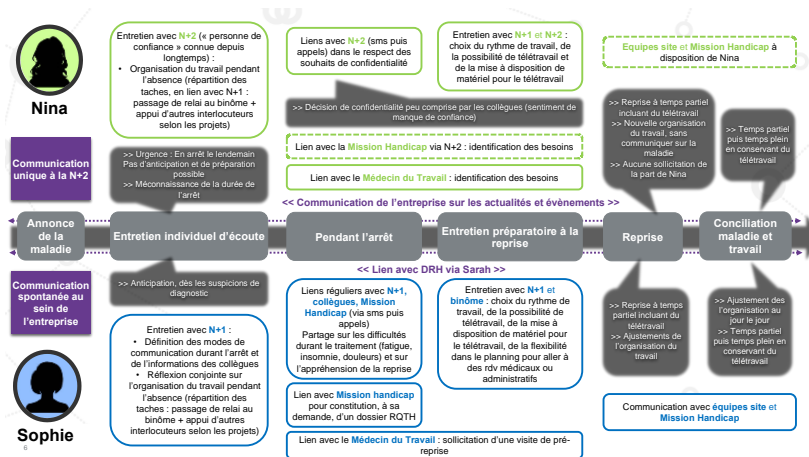 Nina
Communication
unique à la N+2
Entretien avec N+2 (« personne de
confiance » connue depuis
longtemps) :
• Organisation du travail pendant
l'absence (répartition des
taches, en lien avec N+1 :
passage de relai au binôme +
appui d'autres interlocuteurs
selon les projets)
Liens avec N+2 (sms puis
appels) dans le respect des
souhaits de confidentialité
Entretien avec N+1 et N+2 :
choix du rythme de travail, de
la possibilité de télétravail et
de la mise à disposition de
matériel pour le télétravail
Equipes site et Mission Handicap à
disposition de Nina
>> Décision de confidentialité peu comprise par les collègues (sentiment de
manque de confiance)
Lien avec la Mission Handicap via N+2 : identification des besoins
Lien avec le Médecin du Travail : identification des besoins
>> Urgence : En arrêt le lendemain
Pas d'anticipation et de préparation
possible
>> Méconnaissance de la durée de
l'arrêt
>> Reprise à temps partiel
incluant du télétravail
>> Nouvelle organisation
du travail, sans
communiquer sur la
maladie
>> Aucune sollicitation de
la part de Nina
>> Temps partiel
puis temps plein
en conservant du
télétravail
<< Communication de l'entreprise sur les actualités et évènements >>
Annonce
de la
maladie
Entretien individuel d'écoute
Pendant l'arrêt
Entretien préparatoire à la
reprise
Reprise
Conciliation
maladie et
travail
<< Lien avec DRH via Sarah >>
Communication
spontanée au
sein de
l'entreprise
>> Anticipation, dès les suspicions de
diagnostic
Entretien avec N+1 :
• Définition des modes de
communication durant l'arrêt et
de l'informations des collègues
• Réflexion conjointe sur
l'organisation du travail pendant
l'absence (répartition des
taches : passage de relai au
binôme + appui d'autres
interlocuteurs selon les projets)
Liens réguliers avec N+1,
collègues, Mission
Handicap (via sms puis
appels)
Partage sur les difficultés
durant le traitement (fatigue,
insomnie, douleurs) et sur
l'appréhension de la reprise
Entretien avec N+1 et
binôme : choix du rythme de
travail, de la possibilité de
télétravail, de la mise à
disposition de matériel pour
le télétravail, de la flexibilité
dans le planning pour aller à
des rdv médicaux ou
administratifs
Lien avec Mission handicap
pour constitution, à sa
demande, d'un dossier RQTH
Lien avec le Médecin du Travail : sollicitation d'une visite de pré-
reprise
>> Reprise à temps
partiel incluant du
télétravail
>> Ajustements de
l'organisation du
travail
>> Ajustement des
l'organisation au
jour le jour
>> Temps partiel
puis temps plein en
conservant du
télétravail
Communication avec équipes site et
Mission Handicap
Sophie
6